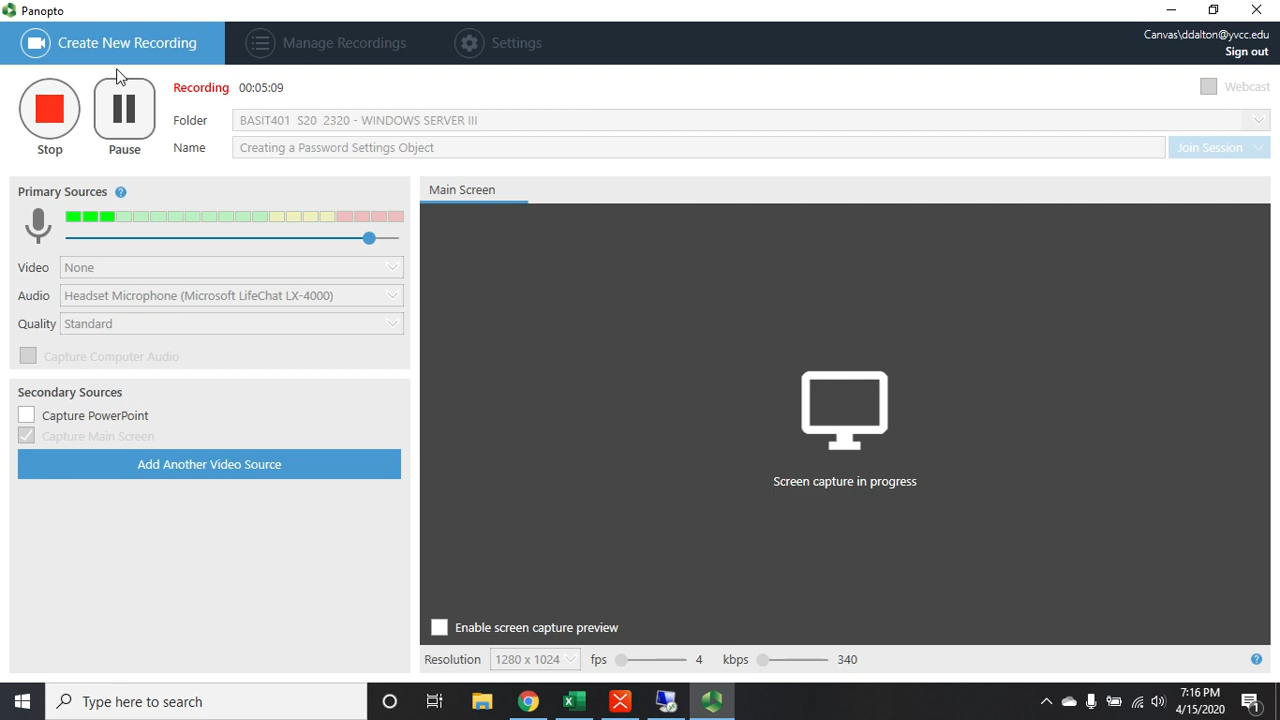 Panopto
Create New Recording
Manage Recordings
Settings
Canvas\ddalton@yvcc.edu
Sign out
Recording 00:05:09
Webcast
Folder BASIT401 S20 2320 - WINDOWS SERVER III
Name Creating a Password Settings Object
Join Session
Stop
Pause
Primary Sources ?
Video None
Audio Headset Microphone (Microsoft LifeChat LX-4000)
Quality Standard
Capture Computer Audio
Secondary Sources
Capture PowerPoint
Capture Main Screen
Add Another Video Source
Main Screen
Screen capture in progress
Enable screen capture preview
Resolution 1280 x 1024 fps 4 kbps 340 ?
Type here to search
7:16 PM
4/15/2020
1